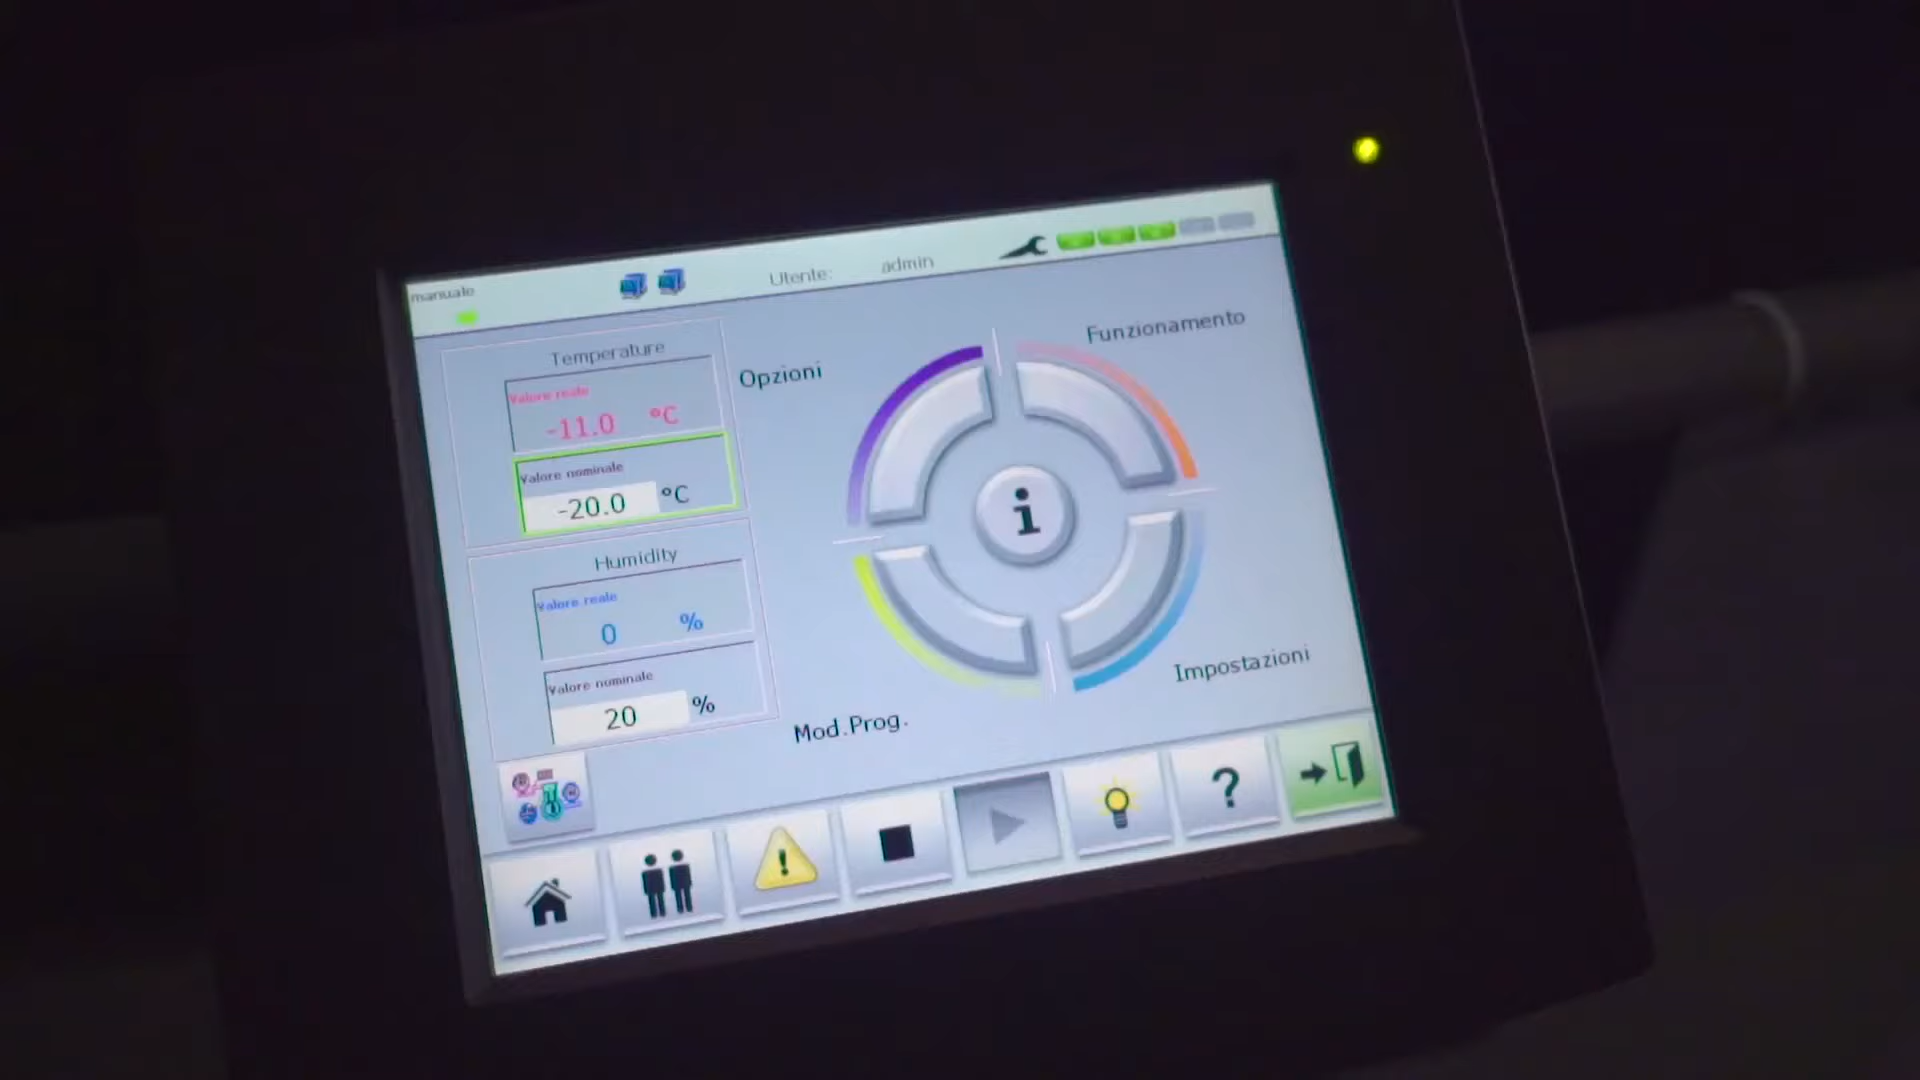 manuale
Utente: admin
Temperature
Valore reale
-11.0 °C
Valore nominale
-20.0 °C
Humidity
Valore reale
0 %
Valore nominale
20 %
Opzioni
Funzionamento
i
Mod.Prog.
Impostazioni
!
?